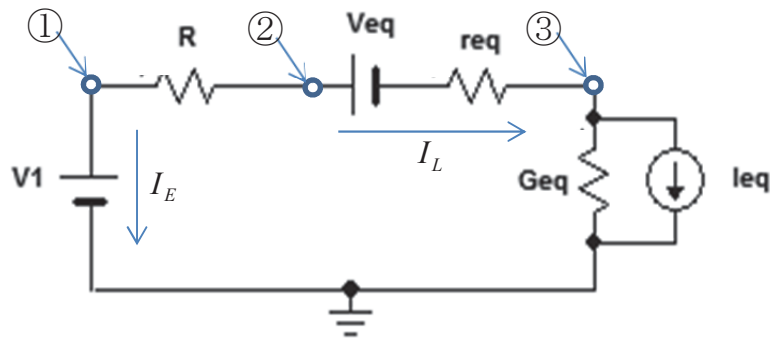 ① R ② Veq req ③
V1 I_E I_L Geq Ieq